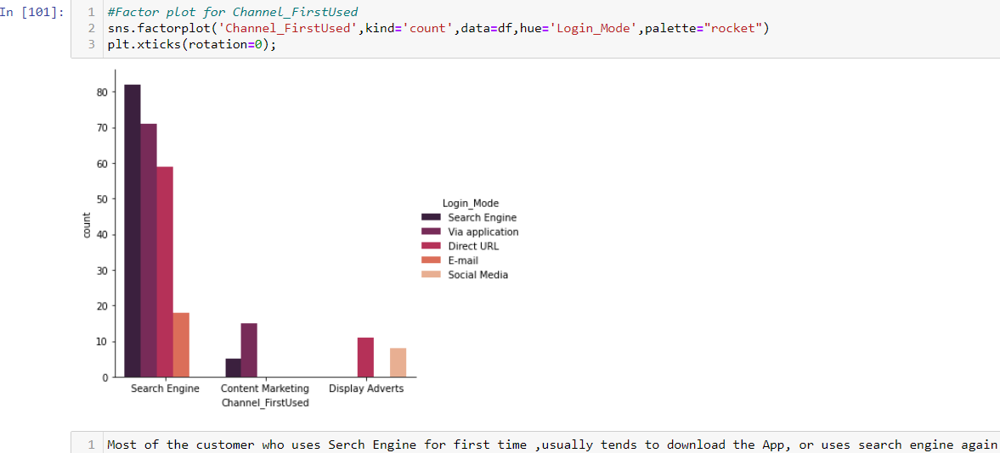 In [101]:
1 #Factor plot for Channel_FirstUsed
2 sns.factorplot('Channel_FirstUsed',kind='count',data=df,hue='Login_Mode',palette="rocket")
3 plt.xticks(rotation=0);
80
70
60
50
40
30
20
10
0
count
Search Engine Content Marketing Display Adverts
Channel_FirstUsed
Login_Mode
Search Engine
Via application
Direct URL
E-mail
Social Media
1 Most of the customer who uses Serch Engine for first time ,usually tends to download the App, or uses search engine again